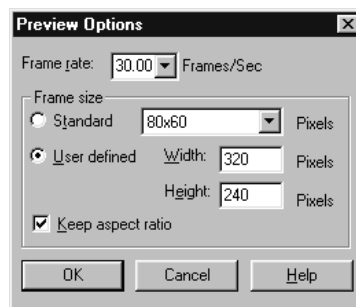 Preview Options
Frame rate: 30.00 Frames/Sec
Frame size
Standard 80x60 Pixels
User defined Width: 320 Pixels
Height: 240 Pixels
Keep aspect ratio
OK Cancel Help